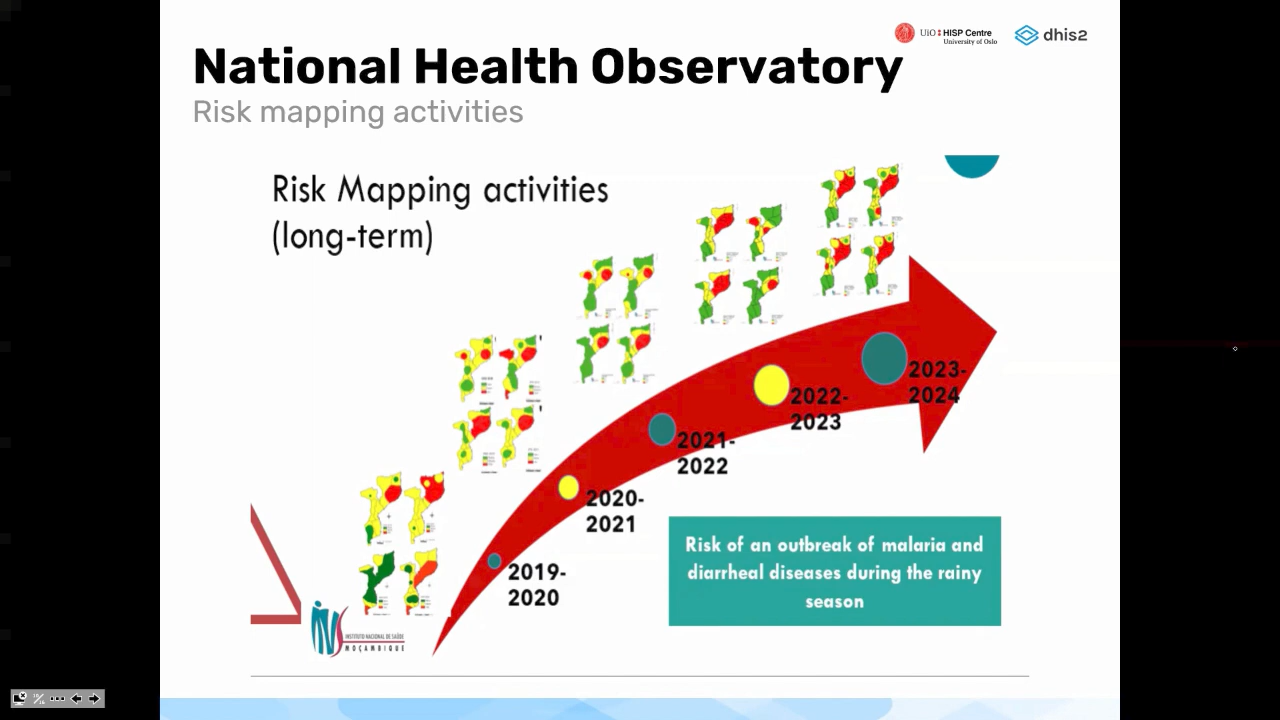 UiO HISP Centre
University of Oslo
dhis2
National Health Observatory
Risk mapping activities
Risk Mapping activities
(long-term)
2023-
2024
2022-
2023
2021-
2022
2020-
2021
2019-
2020
Risk of an outbreak of malaria and
diarrheal diseases during the rainy
season
INS
INSTITUTO NACIONAL DE SAÚDE
MOÇAMBIQUE